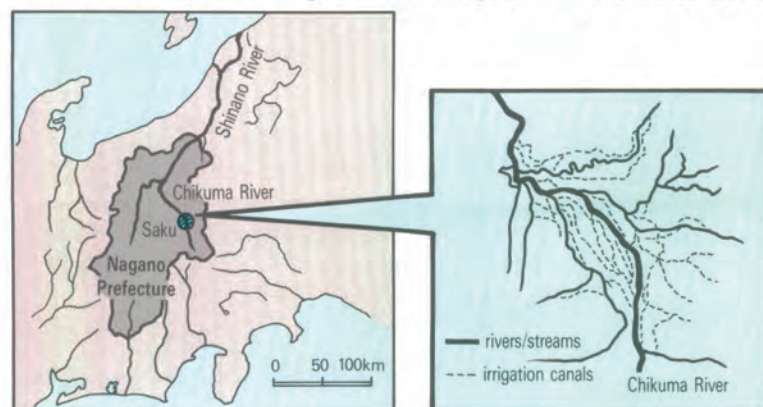 Shinano River
Chikuma River
Saku
Nagano
Prefecture
0 50 100km
rivers/streams
irrigation canals
Chikuma River